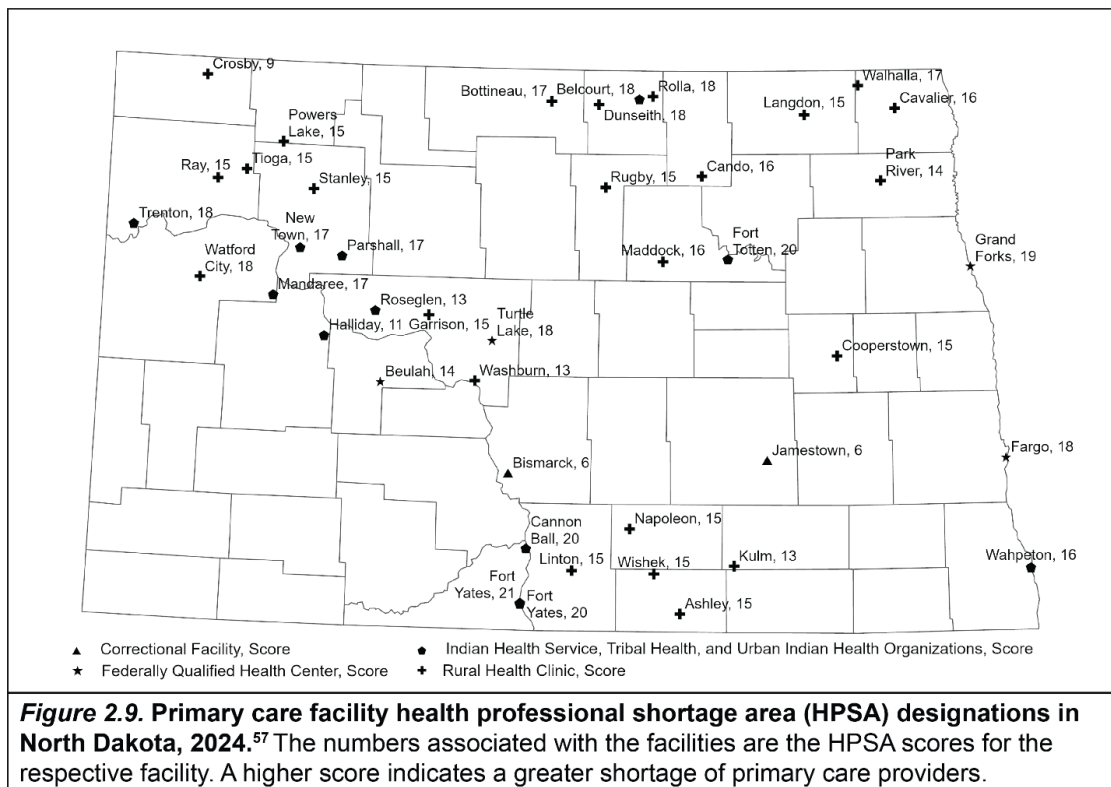 Crosby, 9
Bottineau, 17
Belcourt, 18
Rolla, 18
Dunseith, 18
Walhalla, 17
Langdon, 15
Cavalier, 16
Powers
Lake, 15
Ray, 15
Tioga, 15
Stanley, 15
Rugby, 15
Cando, 16
Park
River, 14
Trenton, 18
New
Town, 17
Parshall, 17
Watford
City, 18
Mandaree, 17
Maddock, 16
Fort
Totten, 20
Grand
Forks, 19
Roseglen, 13
Halliday, 11
Garrison, 15
Turtle
Lake, 18
Beulah, 14
Washburn, 13
Cooperstown, 15
Bismarck, 6
Jamestown, 6
Fargo, 18
Cannon
Ball, 20
Napoleon, 15
Linton, 15
Wishek, 15
Kulm, 13
Wahpeton, 16
Fort
Yates, 21
Fort
Yates, 20
Ashley, 15
Correctional Facility, Score
Indian Health Service, Tribal Health, and Urban Indian Health Organizations, Score
Federally Qualified Health Center, Score
Rural Health Clinic, Score
Figure 2.9. Primary care facility health professional shortage area (HPSA) designations in
North Dakota, 2024.57 The numbers associated with the facilities are the HPSA scores for the
respective facility. A higher score indicates a greater shortage of primary care providers.